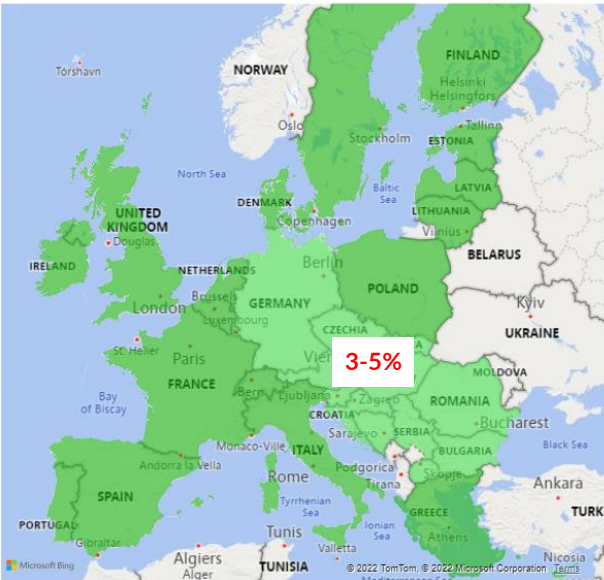 FINLAND
NORWAY
Tórshavn
Helsinki
Helsingfors
Oslo
Tallinn
Stockholm
ESTONIA
North Sea
Baltic
Sea
LATVIA
DENMARK
LITHUANIA
UNITED
KINGDOM
Copenhagen
Vilnius
Douglas
BELARUS
IRELAND
NETHERLANDS
Berlin
POLAND
London
Brussels
GERMANY
Kyiv
Luxembourg
CZECHIA
UKRAINE
St. Helier
Paris
Vie
3-5%
A
MOLDOVA
FRANCE
Bern
Ljubljana
Zagreb
ROMANIA
Bay
of Biscay
CROATIA
Bucharest
Monaco-Ville
ITALY
Sarajevo
SERBIA
Black Sea
Andorra la Vella
BULGARIA
Podgorica
Skopje
Rome
Tirana
Ankara
SPAIN
Tyrrhenian
Sea
GREECE
TURK
PORTUGAL
Ionian
Sea
Athens
Gibraltar
Tunis
Valletta
Nicosia
Microsoft Bing
Algiers
Alger
TUNISIA
© 2022 TomTom, © 2022 Microsoft Corporation Terms
Mediterranean Sea